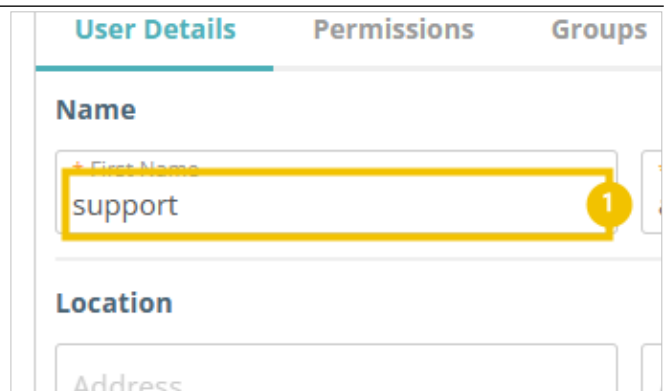 User Details Permissions Groups
Name
* First Name
support
1
Location
Address